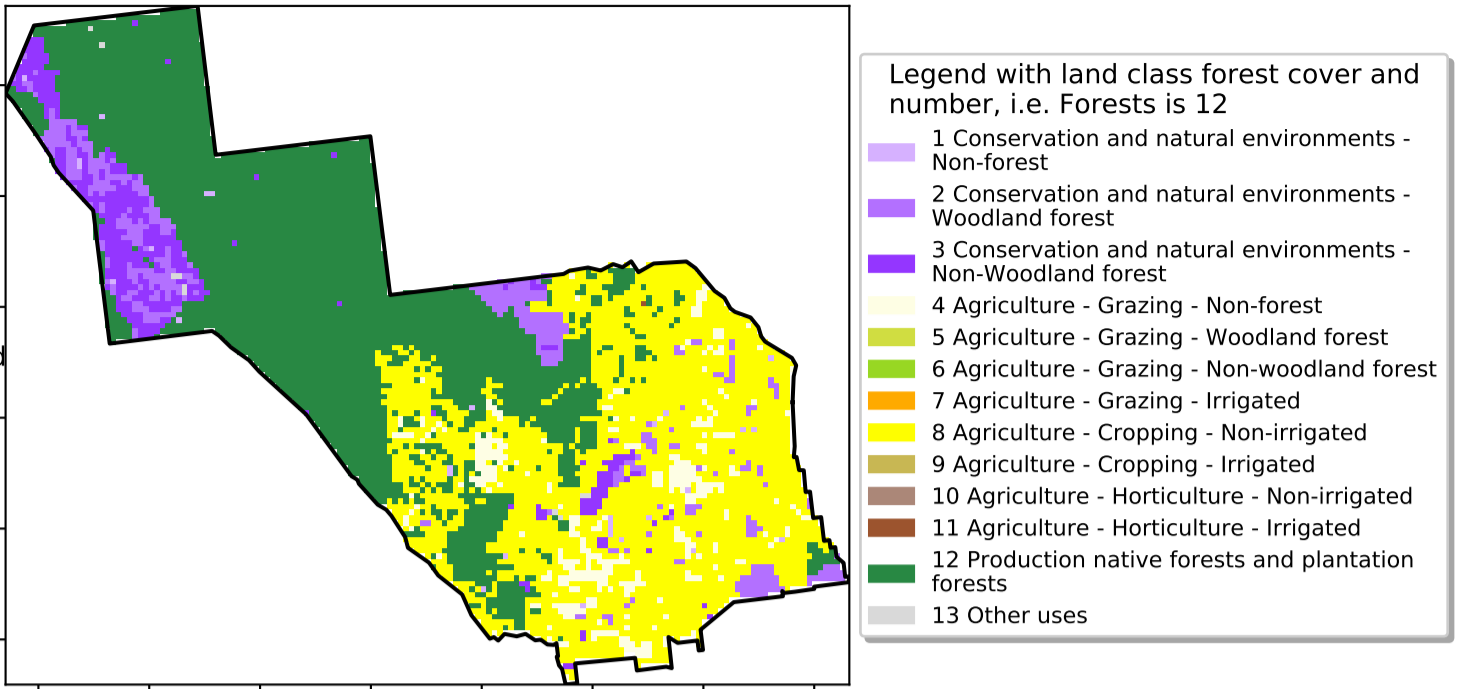 Legend with land class forest cover and
number, i.e. Forests is 12
1 Conservation and natural environments -
Non-forest
2 Conservation and natural environments -
Woodland forest
3 Conservation and natural environments -
Non-Woodland forest
4 Agriculture - Grazing - Non-forest
5 Agriculture - Grazing - Woodland forest
6 Agriculture - Grazing - Non-woodland forest
7 Agriculture - Grazing - Irrigated
8 Agriculture - Cropping - Non-irrigated
9 Agriculture - Cropping - Irrigated
10 Agriculture - Horticulture - Non-irrigated
11 Agriculture - Horticulture - Irrigated
12 Production native forests and plantation
forests
13 Other uses